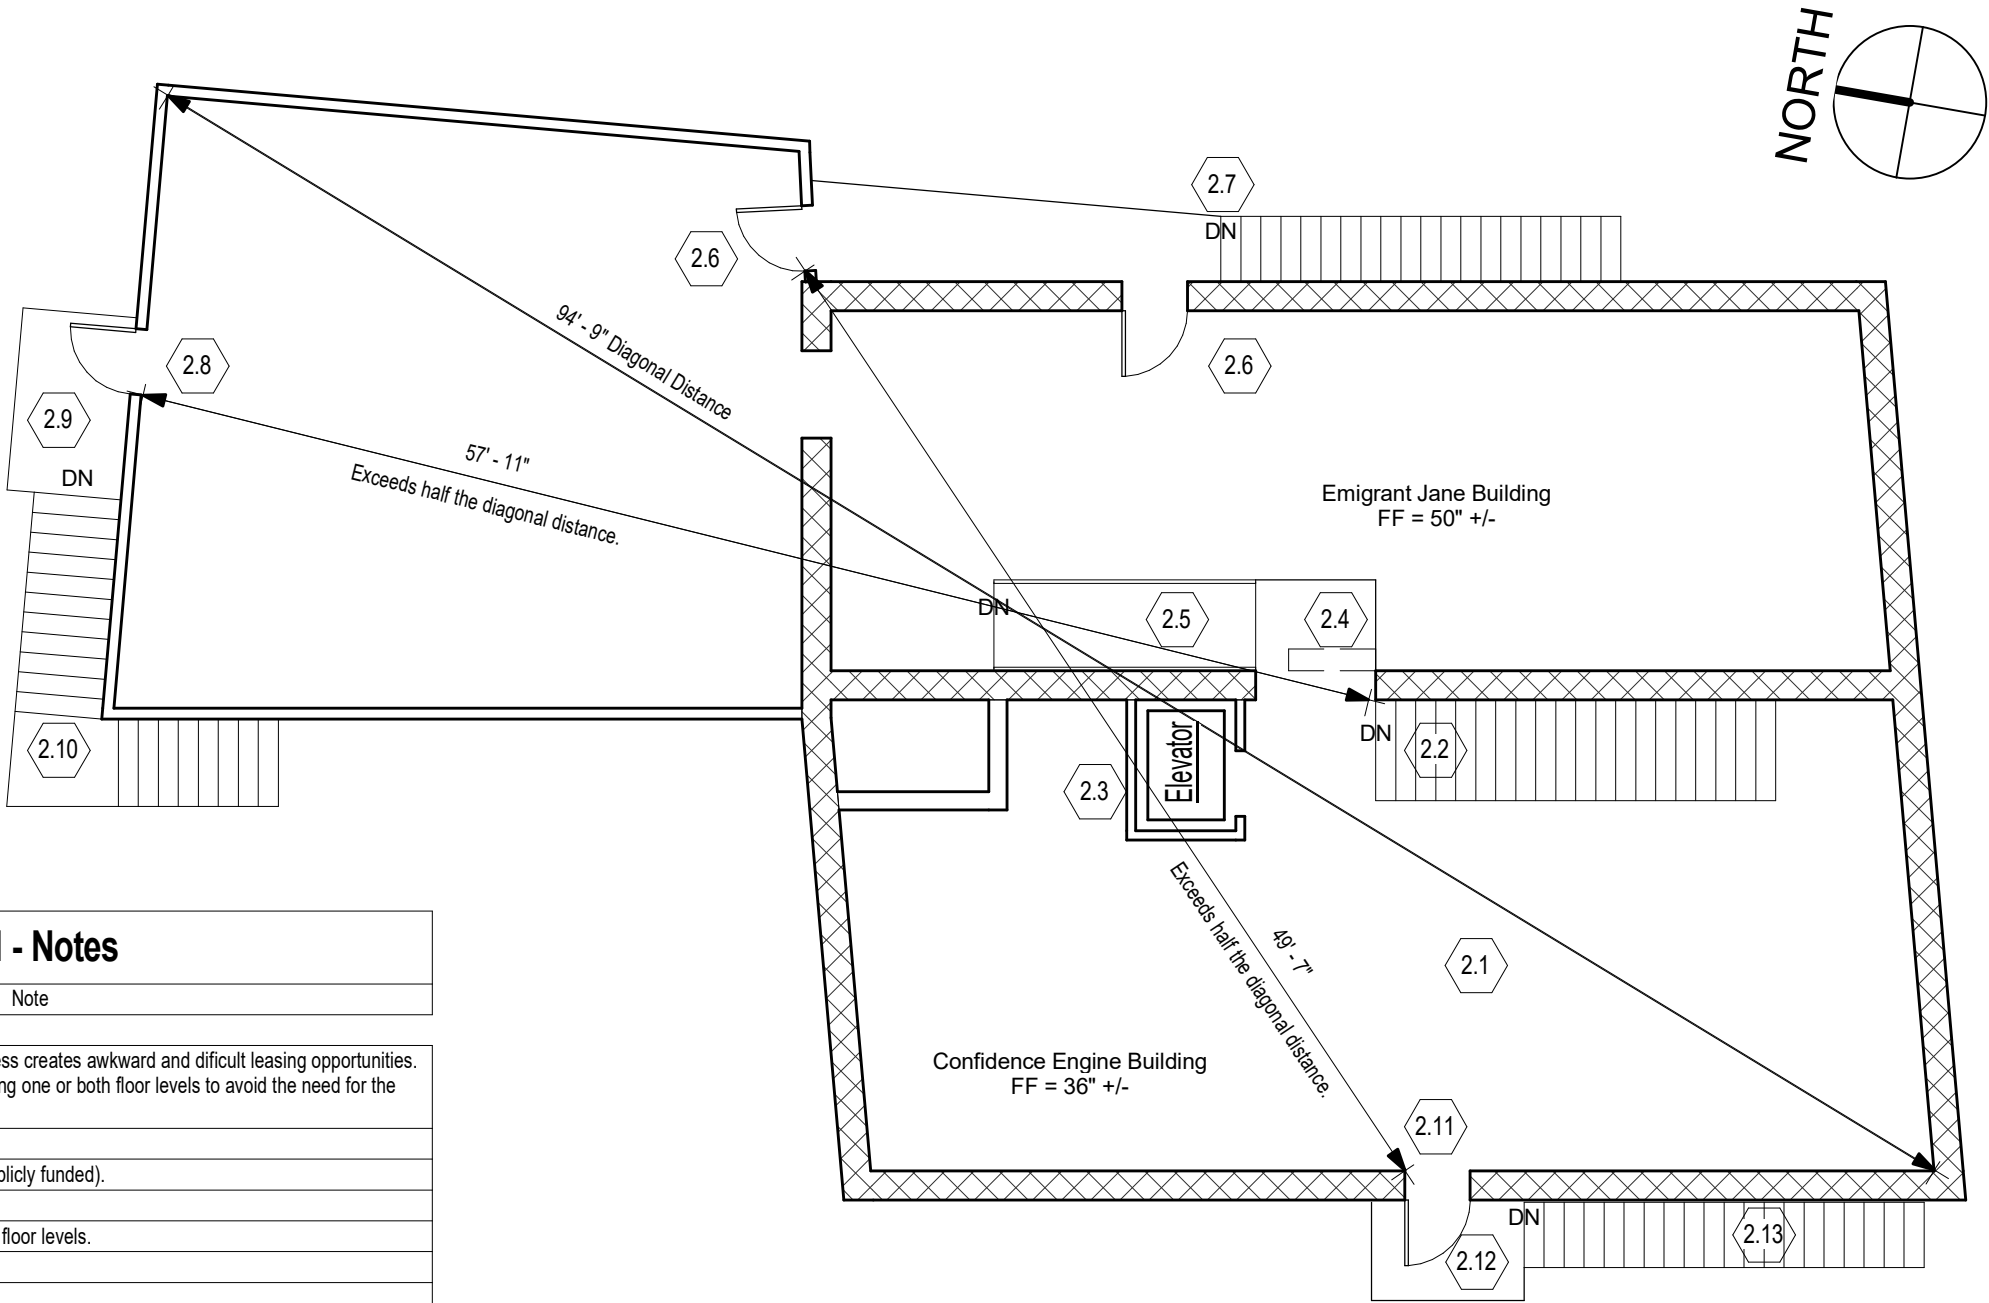 NORTH
2.7
DN
2.6
94' - 9" Diagonal Distance
2.8
2.6
2.9
57' - 11"
Exceeds half the diagonal distance.
DN
Emigrant Jane Building
FF = 50" +/-
DN
2.5
2.4
2.10
Elevator
2.3
DN
2.2
Exceeds half the diagonal distance.
49' - 7"
2.1
- Notes
Note
ess creates awkward and dificult leasing opportunities.
ng one or both floor levels to avoid the need for the
olicly funded).
floor levels.
Confidence Engine Building
FF = 36" +/-
2.11
DN
2.12
2.13